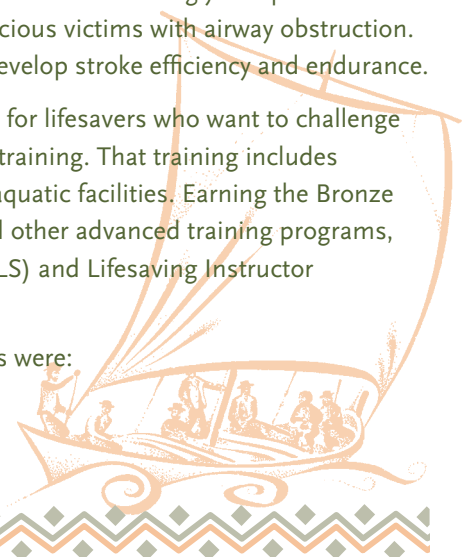 cious victims with airway obstruction.
evelop stroke efficiency and endurance.
for lifesavers who want to challenge
training. That training includes
aquatic facilities. Earning the Bronze
other advanced training programs,
LS) and Lifesaving Instructor
s were: